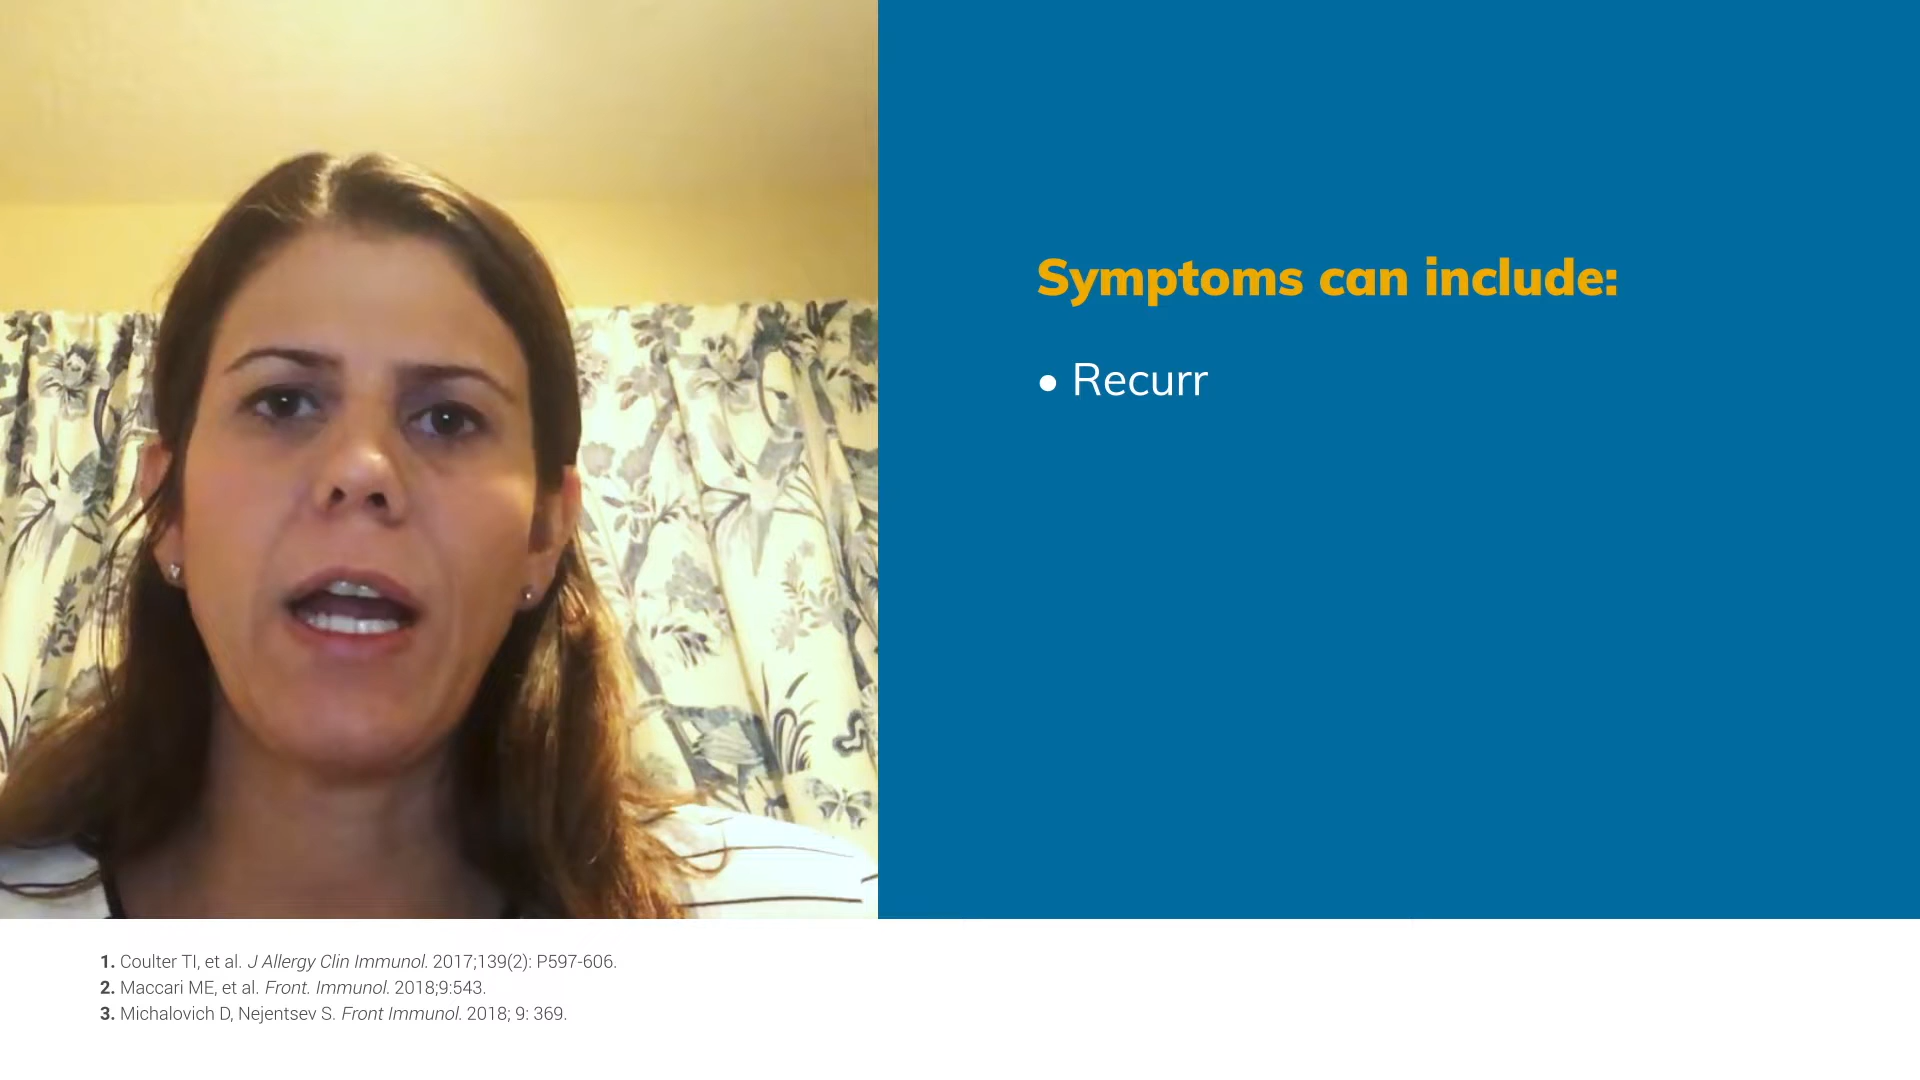 Symptoms can include:
• Recurr
1. Coulter TI, et al. J Allergy Clin Immunol. 2017;139(2): P597-606.
2. Maccari ME, et al. Front. Immunol. 2018;9:543.
3. Michalovich D, Nejentsev S. Front Immunol. 2018; 9: 369.